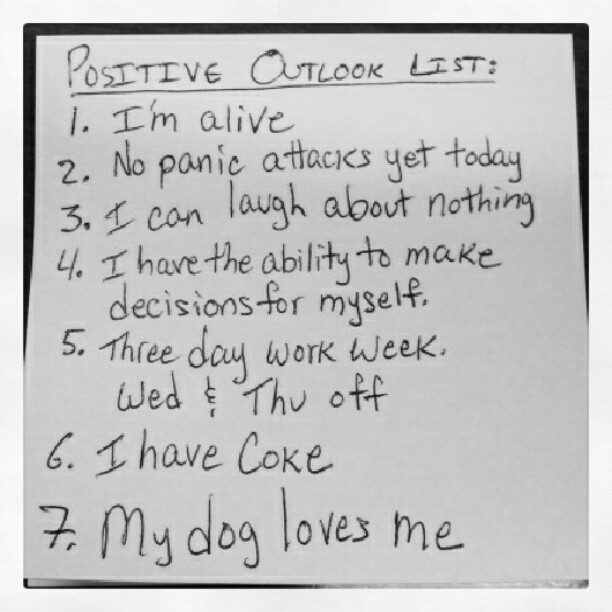 POSITIVE OUTLOOK LIST:
1. I'm alive
2. No panic attacks yet today
3. I can laugh about nothing
4. I have the ability to make
decisions for myself.
5. Three day work week.
Wed & Thu off
6. I have Coke
7. My dog loves me